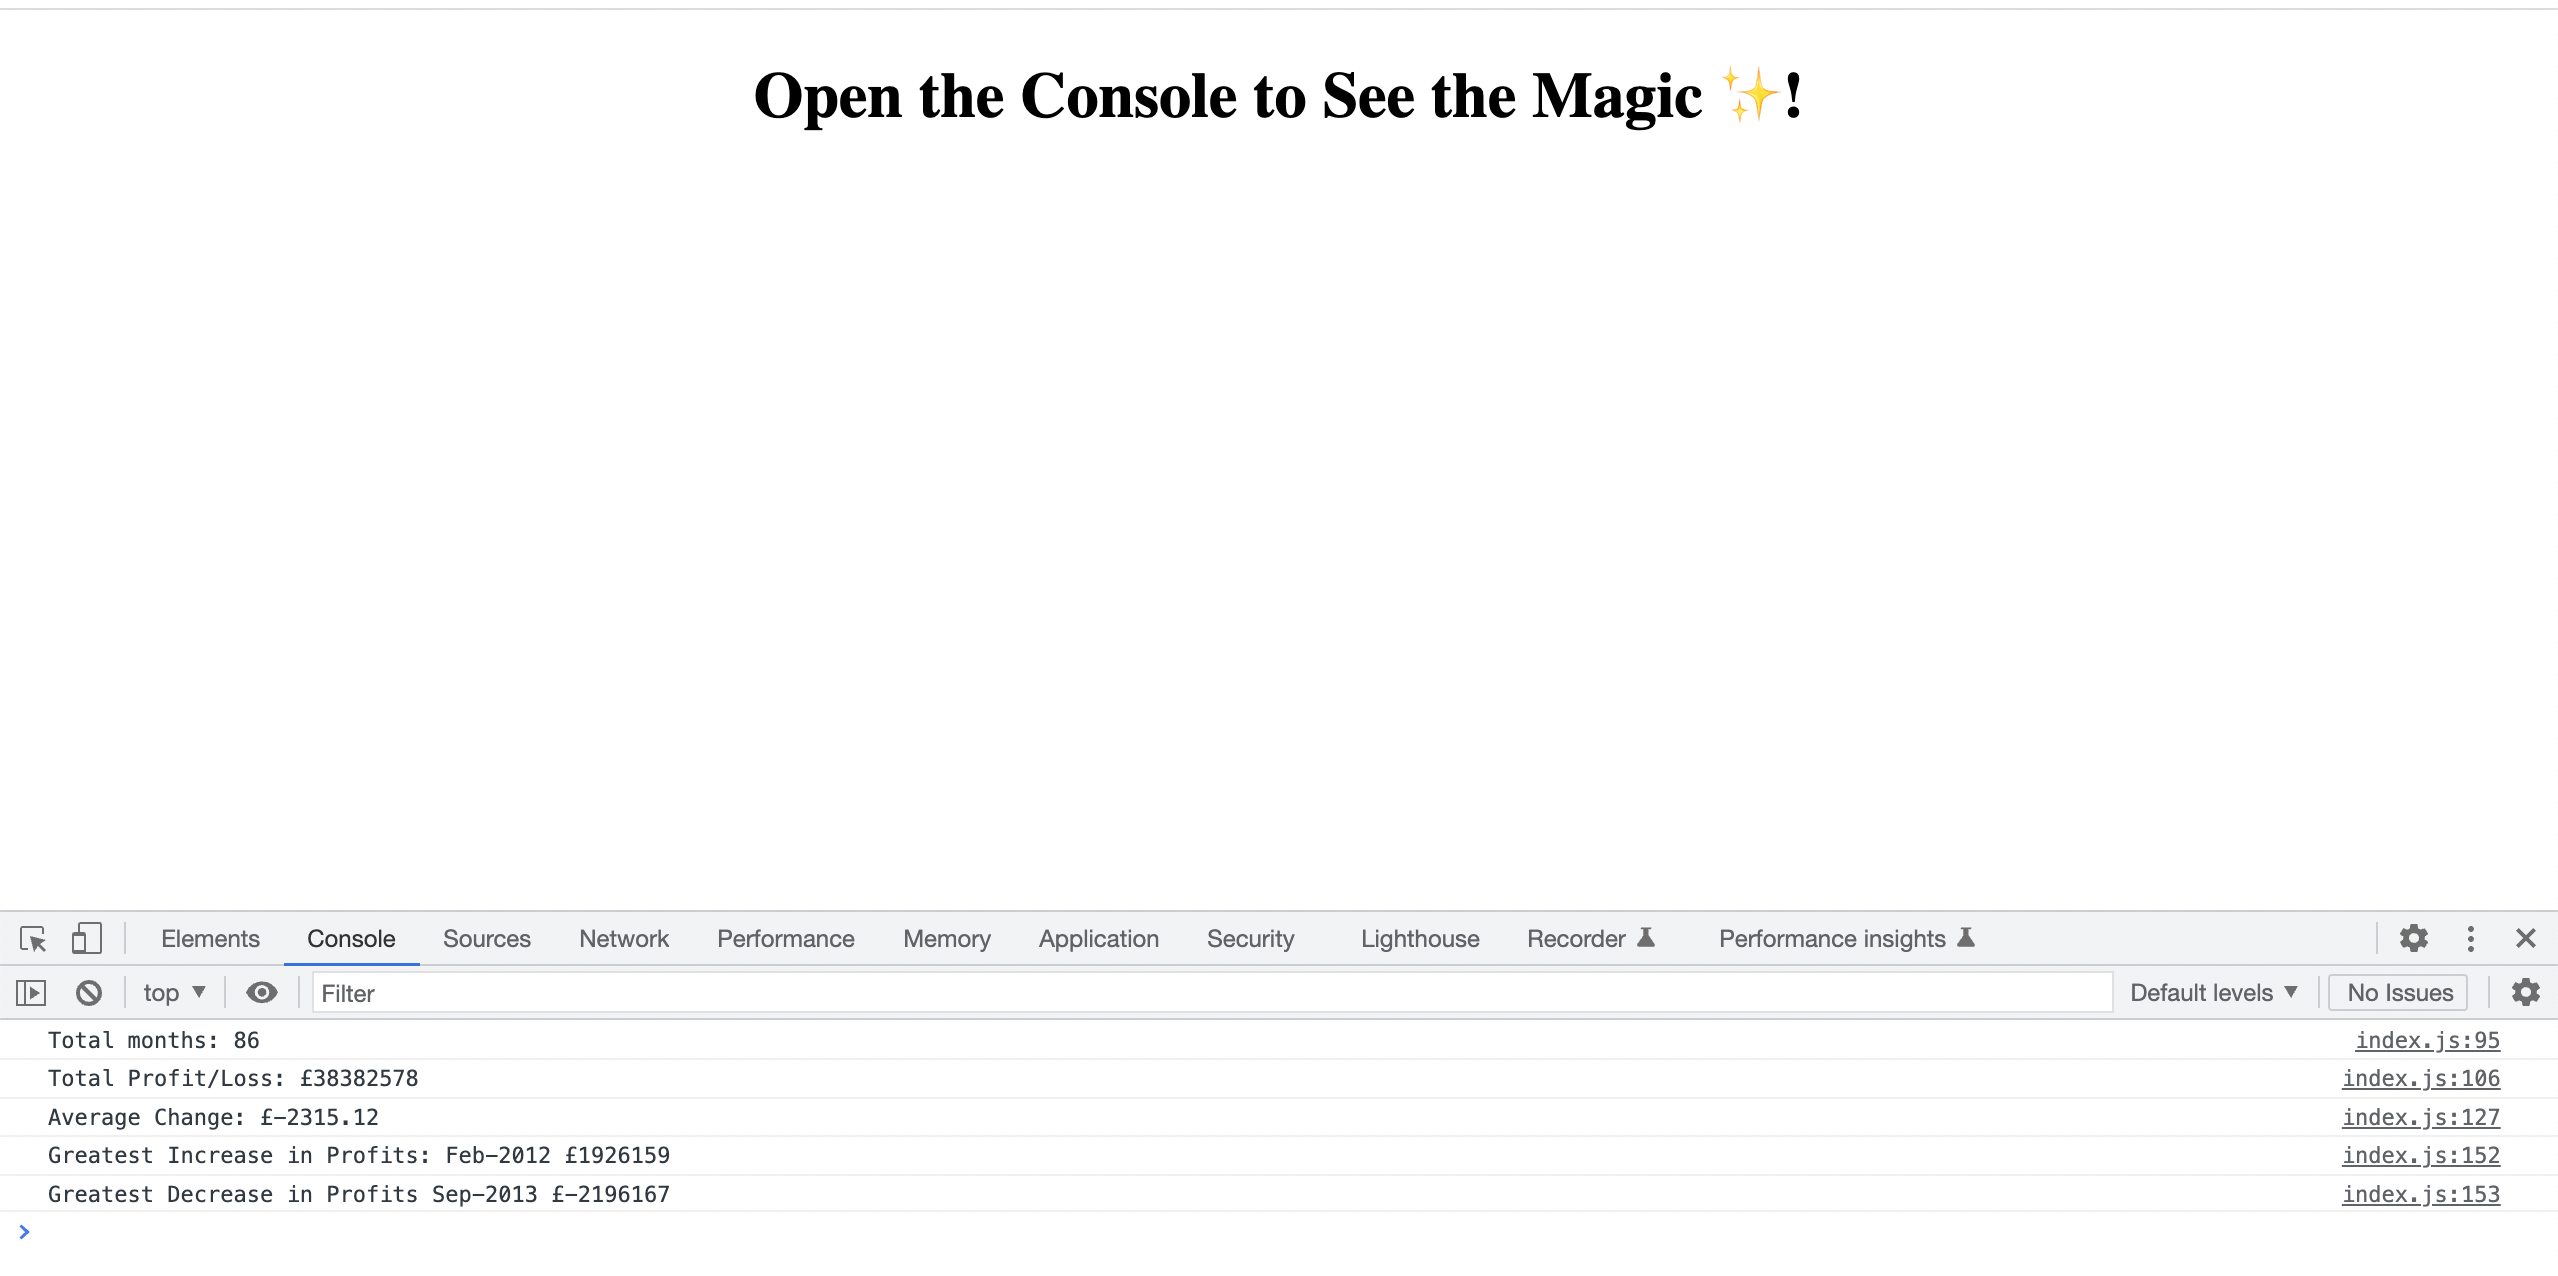 Open the Console to See the Magic ✨!
Elements Console Sources Network Performance Memory Application Security Lighthouse Recorder Performance insights
top Filter Default levels No Issues
Total months: 86 index.js:95
Total Profit/Loss: £38382578 index.js:106
Average Change: £-2315.12 index.js:127
Greatest Increase in Profits: Feb-2012 £1926159 index.js:152
Greatest Decrease in Profits Sep-2013 £-2196167 index.js:153